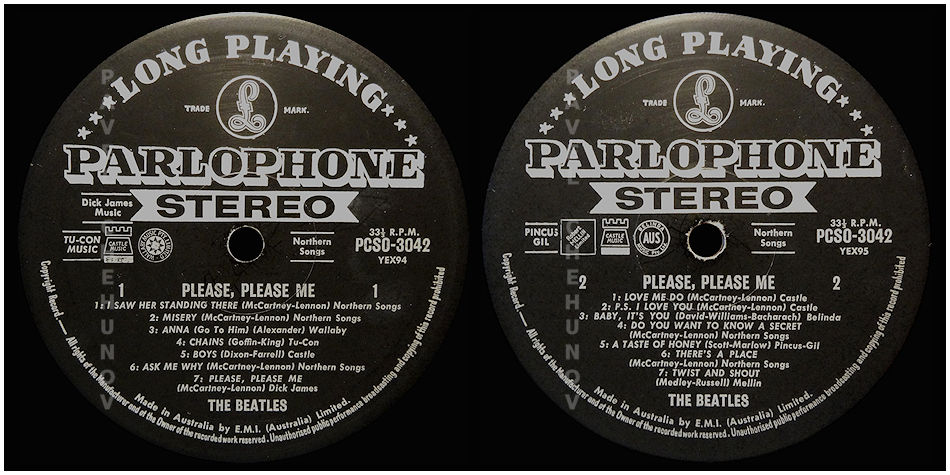 LONG PLAYING
TRADE MARK.
£
PARLOPHONE
STEREO
Dick James
Music
TU-CON
MUSIC
CASTLE
MUSIC
Northern
Songs
33⅓ R.P.M.
PCSO-3042
YEX94
1 PLEASE, PLEASE ME 1
1: I SAW HER STANDING THERE (McCartney-Lennon) Northern Songs
2: MISERY (McCartney-Lennon) Northern Songs
3: ANNA (Go To Him) (Alexander) Wallaby
4: CHAINS (Goffin-King) Tu-Con
5: BOYS (Dixon-Farrell) Castle
6: ASK ME WHY (McCartney-Lennon) Northern Songs
7: PLEASE, PLEASE ME
(McCartney-Lennon) Dick James
THE BEATLES
Copyright Record.— All rights of the Manufacturer and of the Owner of the recorded work reserved. Unauthorised public performance broadcasting and copying of this record prohibited
Made in Australia by E.M.I. (Australia) Limited.
PAVEL REHUNOV
LONG PLAYING
TRADE MARK.
£
PARLOPHONE
STEREO
PINCUS
GIL
CASTLE
MUSIC
BELINDA
AUS
Northern
Songs
33⅓ R.P.M.
PCSO-3042
YEX95
2 PLEASE, PLEASE ME 2
1: LOVE ME DO (McCartney-Lennon) Castle
2: P.S. I LOVE YOU (McCartney-Lennon) Castle
3: BABY, IT'S YOU (David-Williams-Bacharach) Belinda
4: DO YOU WANT TO KNOW A SECRET
(McCartney-Lennon) Northern Songs
5: A TASTE OF HONEY (Scott-Marlow) Pincus-Gil
6: THERE'S A PLACE
(McCartney-Lennon) Northern Songs
7: TWIST AND SHOUT
(Medley-Russell) Mellin
THE BEATLES
Copyright Record.— All rights of the Manufacturer and of the Owner of the recorded work reserved. Unauthorised public performance broadcasting and copying of this record prohibited
Made in Australia by E.M.I. (Australia) Limited.
PAVEL REHUNOV